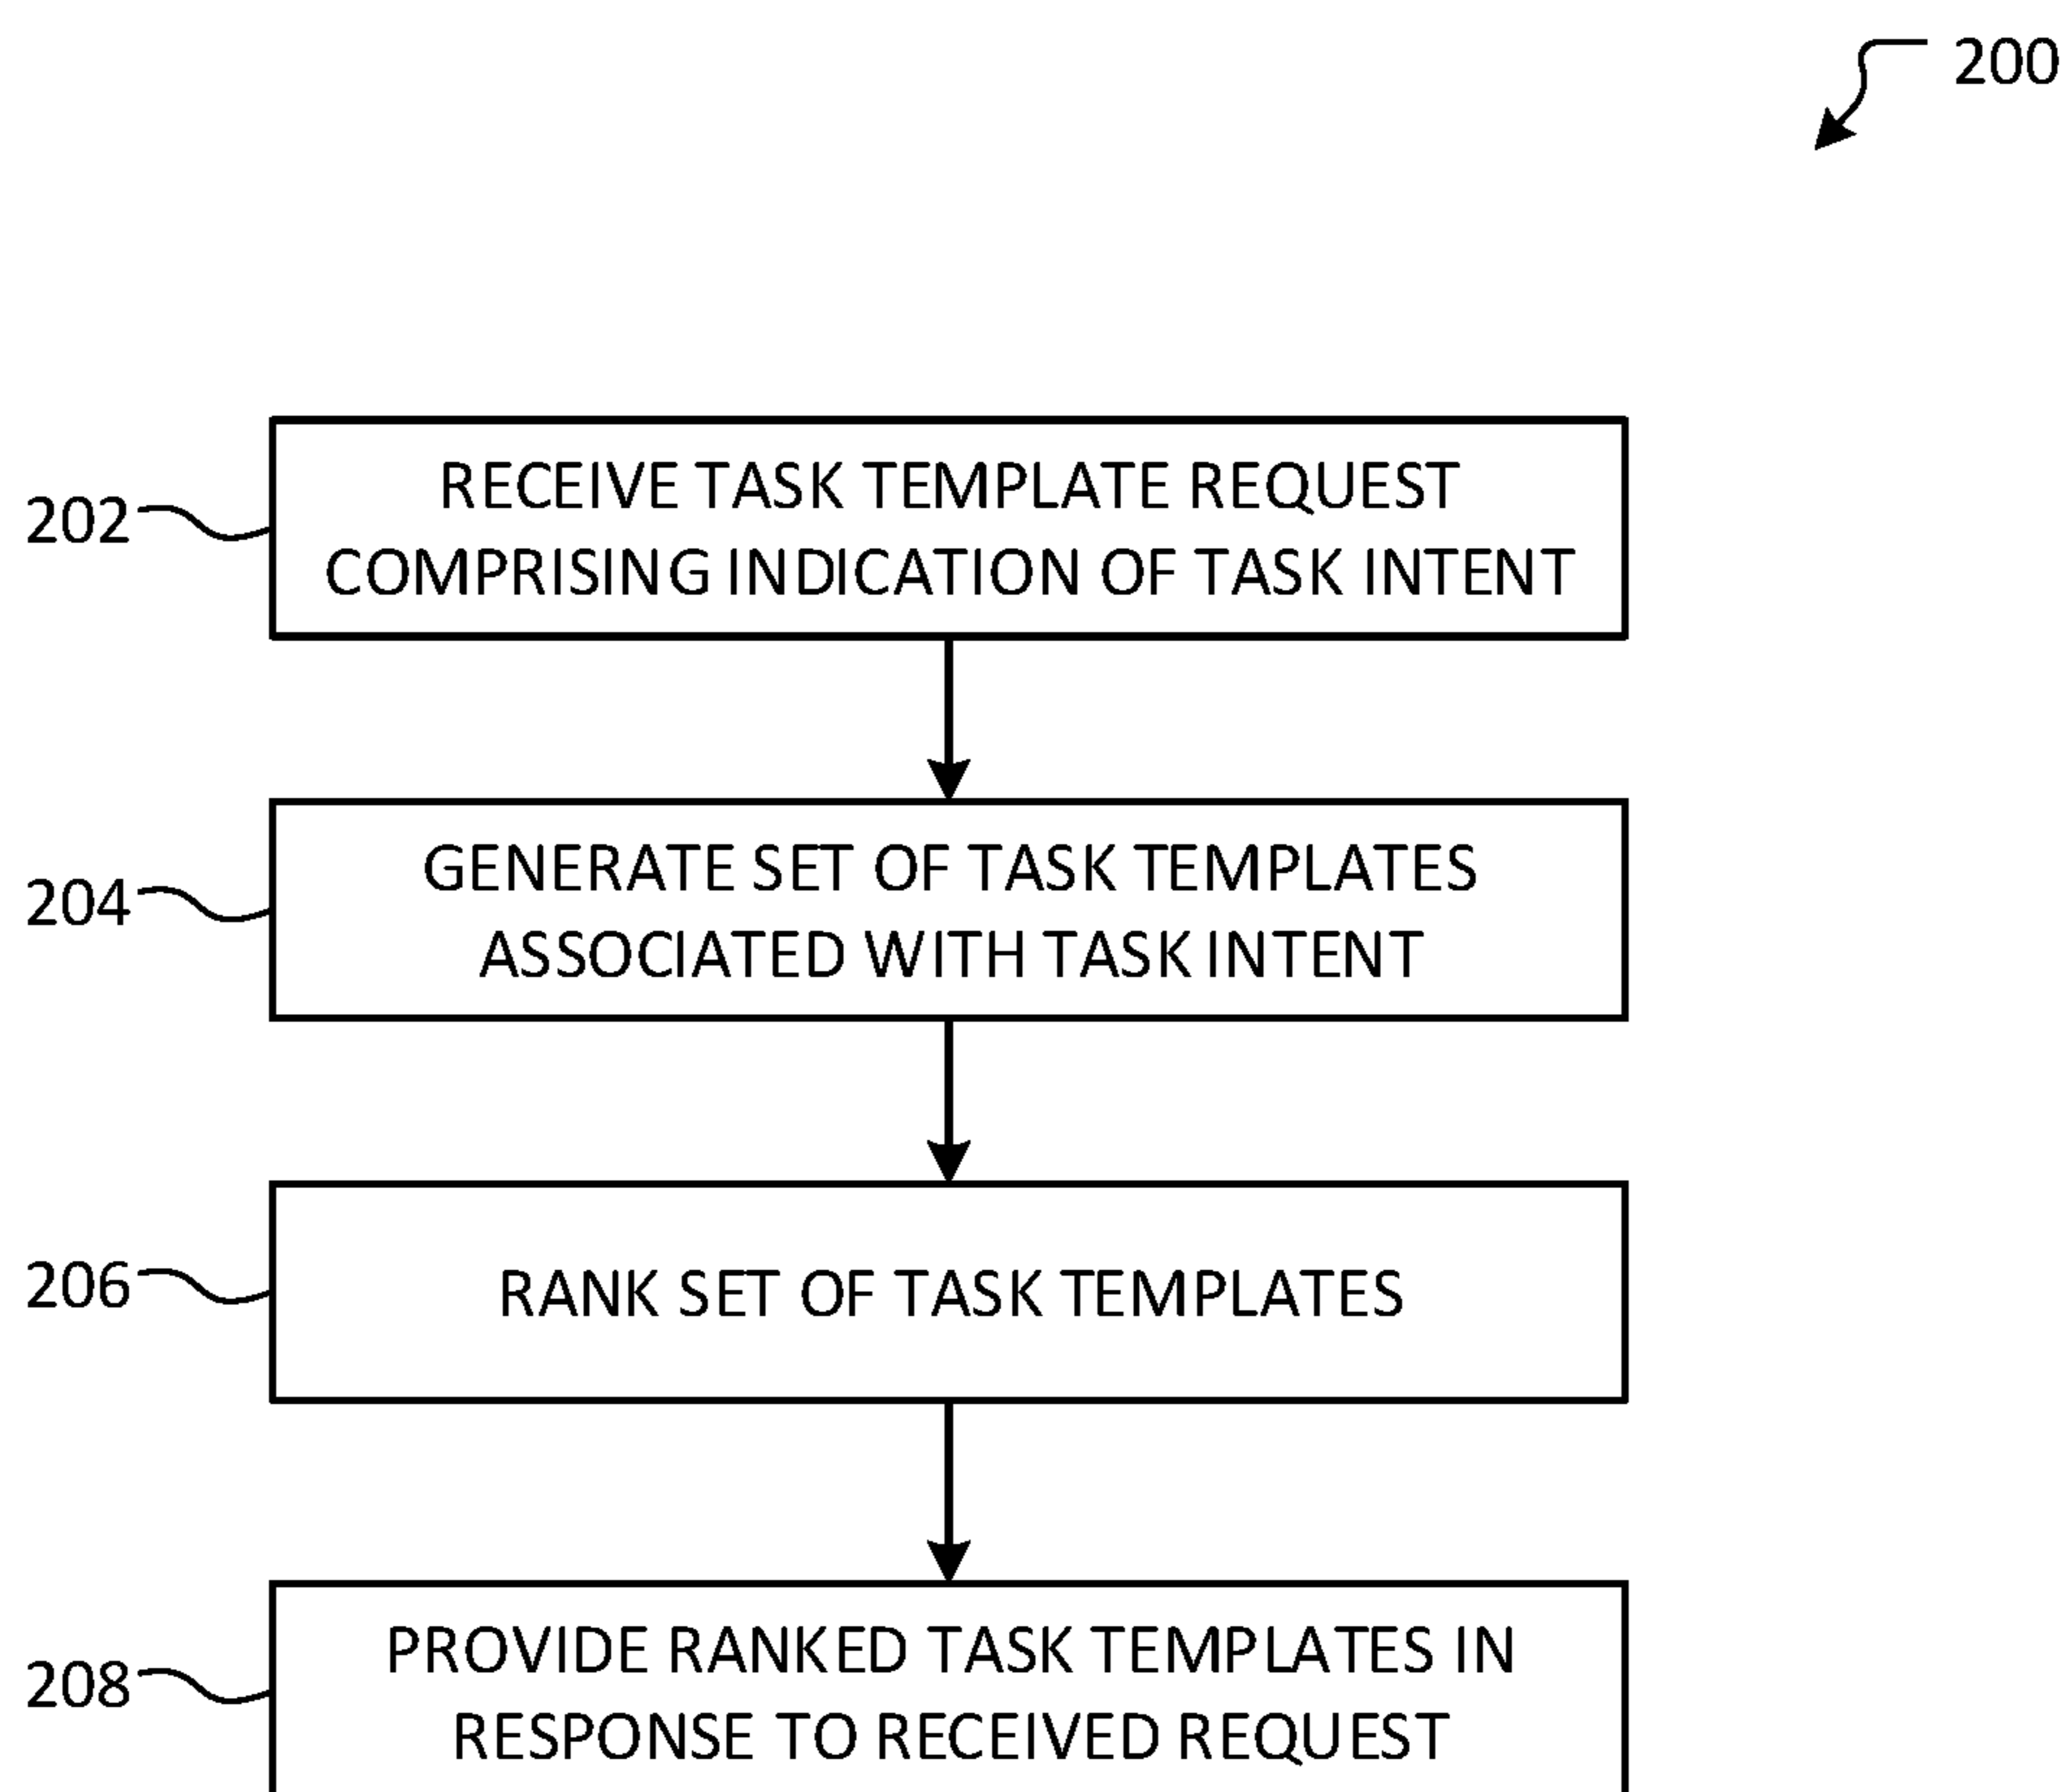 200
202
RECEIVE TASK TEMPLATE REQUEST
COMPRISING INDICATION OF TASK INTENT
204
GENERATE SET OF TASK TEMPLATES
ASSOCIATED WITH TASK INTENT
206
RANK SET OF TASK TEMPLATES
208
PROVIDE RANKED TASK TEMPLATES IN
RESPONSE TO RECEIVED REQUEST